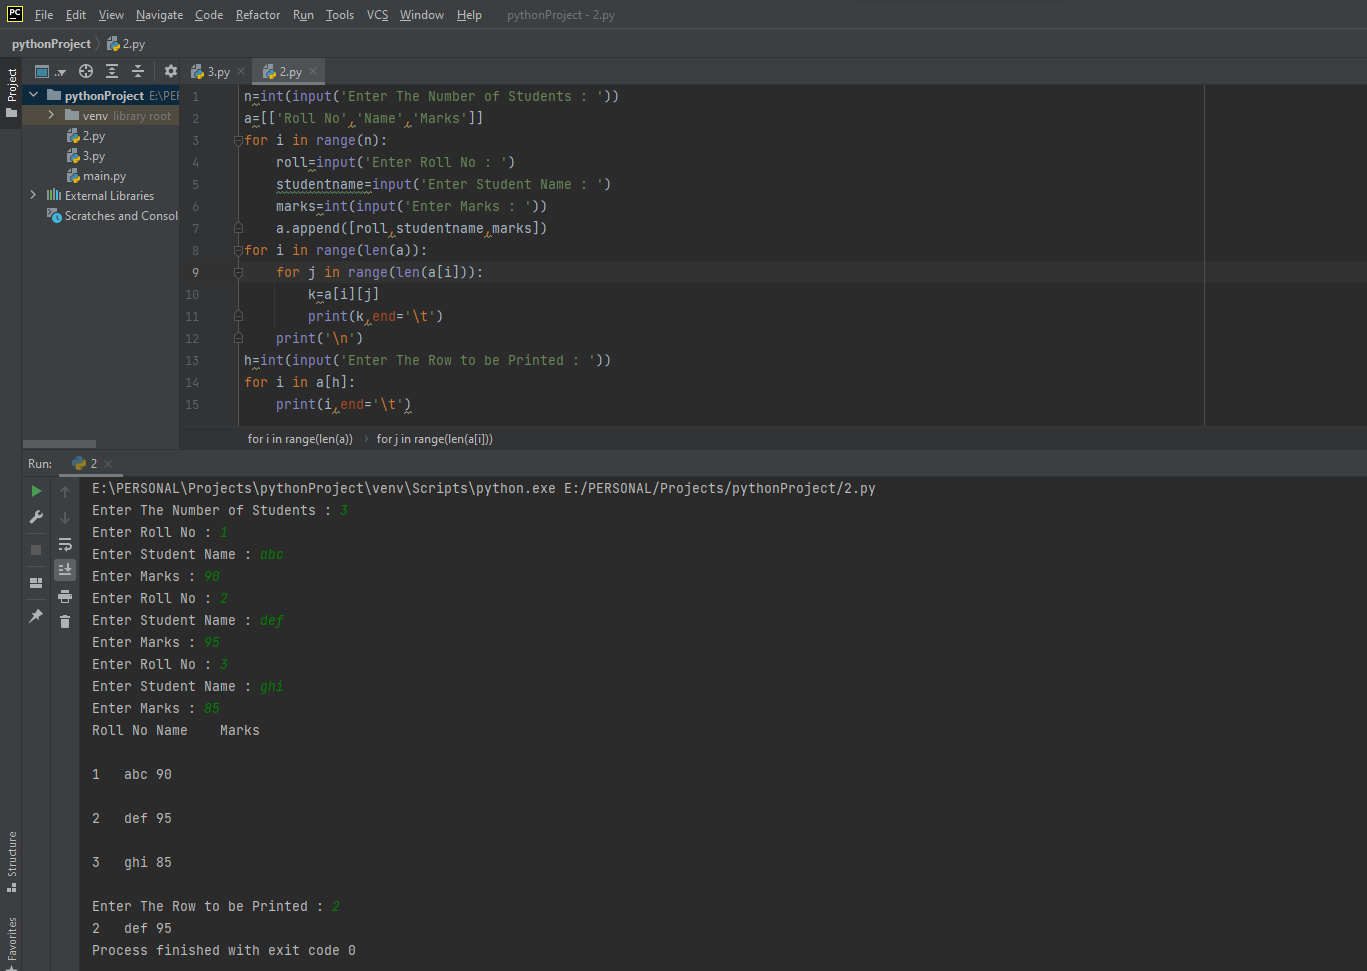 PC File Edit View Navigate Code Refactor Run Tools VCS Window Help pythonProject - 2.py
pythonProject 2.py
Project
3.py 2.py
pythonProject E:\PER
venv library root
2.py
3.py
main.py
External Libraries
Scratches and Consol
1 n=int(input('Enter The Number of Students : '))
2 a=[['Roll No','Name','Marks']]
3 for i in range(n):
4 roll=input('Enter Roll No : ')
5 studentname=input('Enter Student Name : ')
6 marks=int(input('Enter Marks : '))
7 a.append([roll,studentname,marks])
8 for i in range(len(a)):
9 for j in range(len(a[i])):
10 k=a[i][j]
11 print(k,end='\t')
12 print('\n')
13 h=int(input('Enter The Row to be Printed : '))
14 for i in a[h]:
15 print(i,end='\t')
for i in range(len(a)) for j in range(len(a[i]))
Run: 2
E:\PERSONAL\Projects\pythonProject\venv\Scripts\python.exe E:/PERSONAL/Projects/pythonProject/2.py
Enter The Number of Students : 3
Enter Roll No : 1
Enter Student Name : abc
Enter Marks : 90
Enter Roll No : 2
Enter Student Name : def
Enter Marks : 95
Enter Roll No : 3
Enter Student Name : ghi
Enter Marks : 85
Roll No Name Marks
1 abc 90
2 def 95
3 ghi 85
Enter The Row to be Printed : 2
2 def 95
Process finished with exit code 0
Structure
Favorites